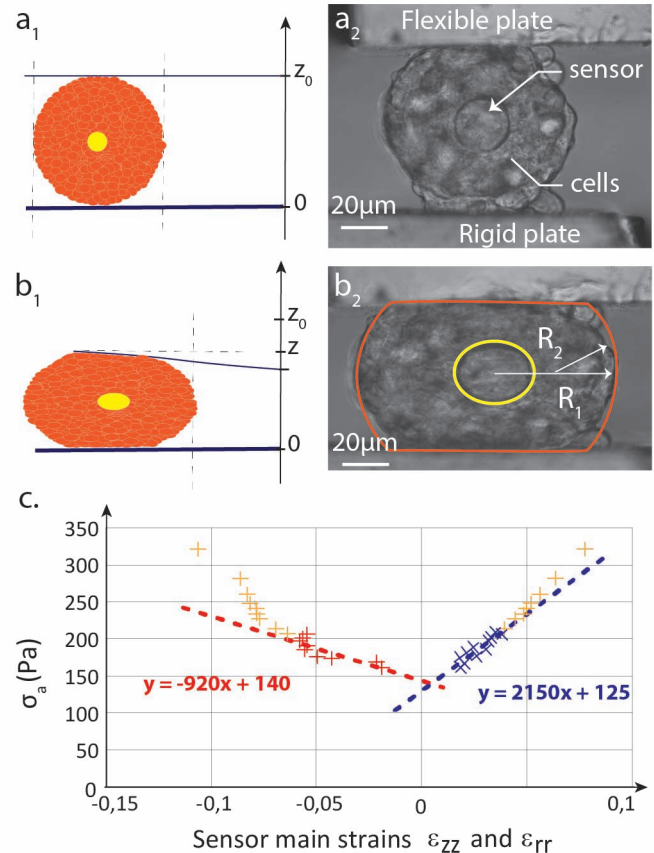 a1
z0
0
a2
Flexible plate
sensor
cells
20µm
Rigid plate
b1
z0
z
0
b2
R2
R1
20µm
c.
350
300
250
200
150
100
50
0
σa (Pa)
y = -920x + 140
y = 2150x + 125
-0,15
-0,1
-0,05
0
0,1
Sensor main strains εzz and εrr